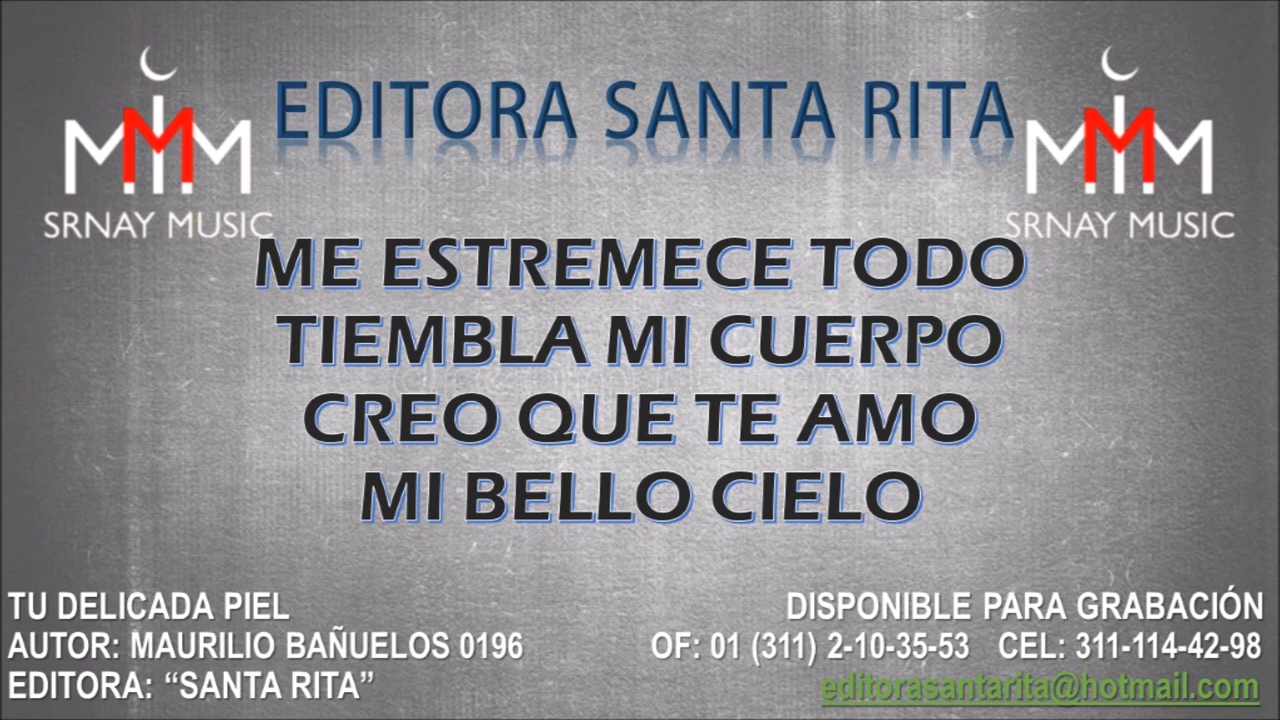 EDITORA SANTA RITA
SRNAY MUSIC
SRNAY MUSIC
ME ESTREMECE TODO
TIEMBLA MI CUERPO
CREO QUE TE AMO
MI BELLO CIELO
TU DELICADA PIEL
AUTOR: MAURILIO BAÑUELOS 0196
EDITORA: “SANTA RITA”
DISPONIBLE PARA GRABACIÓN
OF: 01 (311) 2-10-35-53 CEL: 311-114-42-98
editorasantarita@hotmail.com